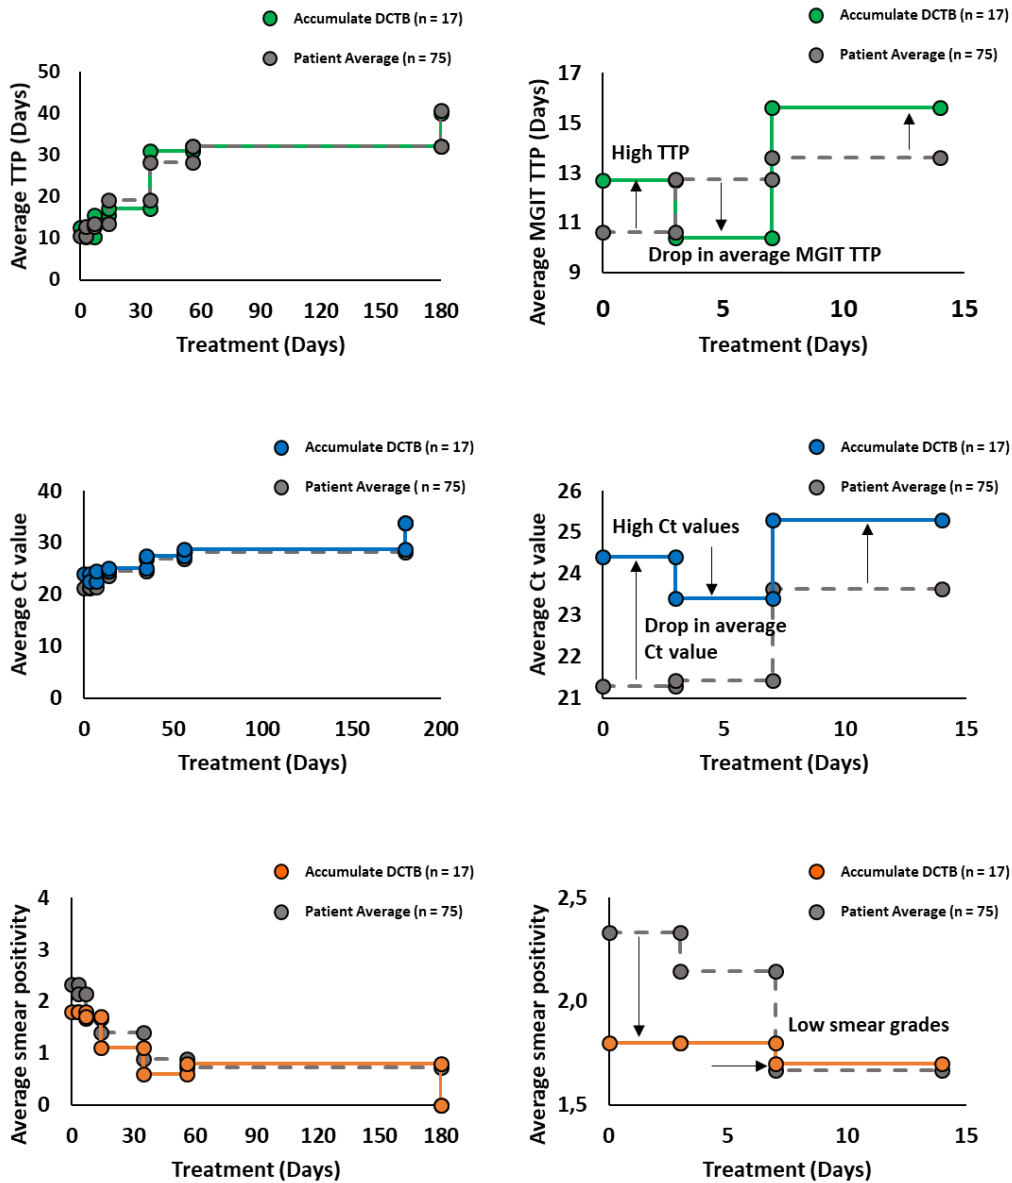 Accumulate DCTB (n = 17)
Patient Average (n = 75)
Average TTP (Days)
50
40
30
20
10
0
0 30 60 90 120 150 180
Treatment (Days)
Accumulate DCTB (n = 17)
Patient Average (n = 75)
Average MGIT TTP (Days)
17
15
13
11
9
High TTP
Drop in average MGIT TTP
0 5 10 15
Treatment (Days)
Accumulate DCTB (n = 17)
Patient Average ( n = 75)
Average Ct value
40
30
20
10
0
0 50 100 150 200
Treatment (Days)
Accumulate DCTB (n = 17)
Patient Average (n = 75)
Average Ct value
26
25
24
23
22
21
High Ct values
Drop in average
Ct value
0 5 10 15
Treatment (Days)
Accumulate DCTB (n = 17)
Patient Average (n = 75)
Average smear positivity
4
3
2
1
0
0 30 60 90 120 150 180
Treatment (Days)
Accumulate DCTB (n = 17)
Patient Average (n = 75)
Average smear positivity
2,5
2,0
1,5
Low smear grades
0 5 10 15
Treatment (Days)